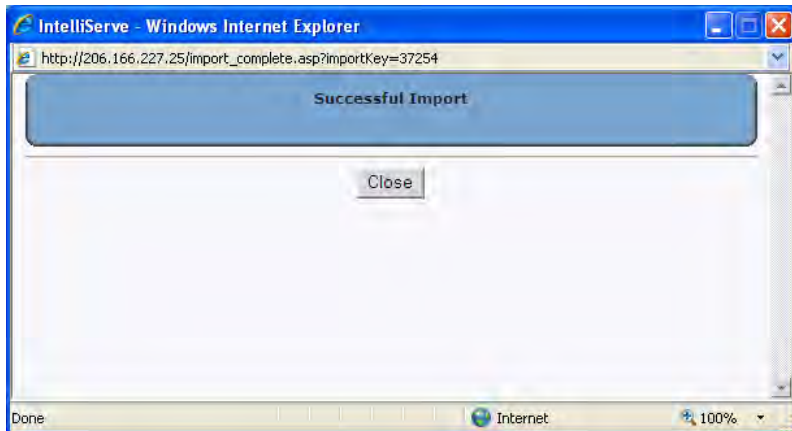 IntelliServe - Windows Internet Explorer
http://206.166.227.25/import_complete.asp?importKey=37254
Successful Import
Close
Done
Internet
100%